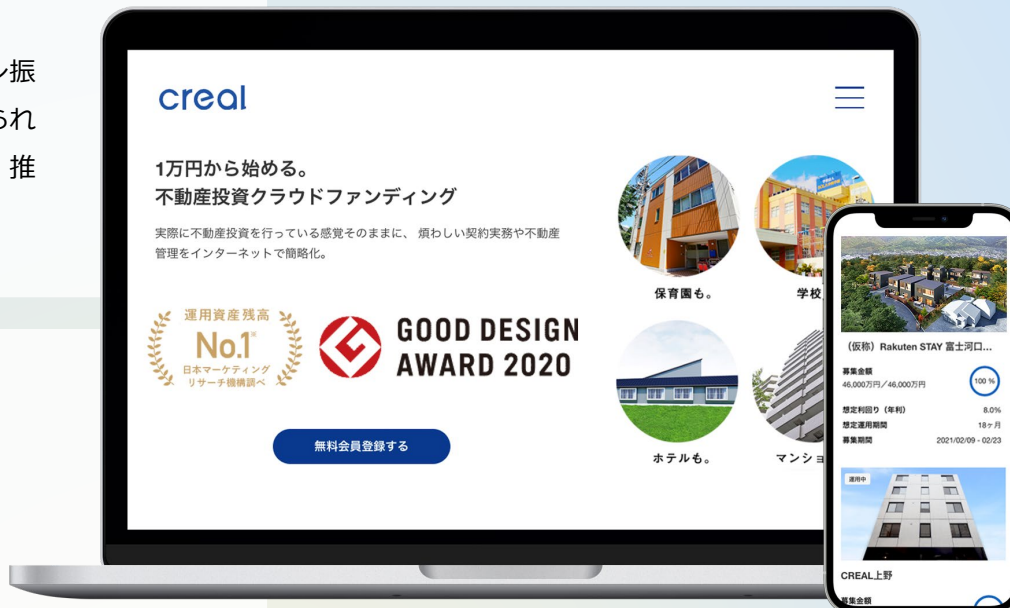 振
られ
推
creal
1万円から始める。
不動産投資クラウドファンディング
実際に不動産投資を行っている感覚そのままに、 煩わしい契約実務や不動産
管理をインターネットで簡略化。
運用資産残高
No.1※
日本マーケティング
リサーチ機構調べ
GOOD DESIGN
AWARD 2020
無料会員登録する
保育園も。
学校
ホテルも。
マンショ
（仮称）Rakuten STAY 富士河口...
募集金額
46,000万円／46,000万円
100 %
想定利回り（年利） 8.0%
想定運用期間 18ヶ月
募集期間 2021/02/09 - 02/23
運用中
CREAL上野
募集金額